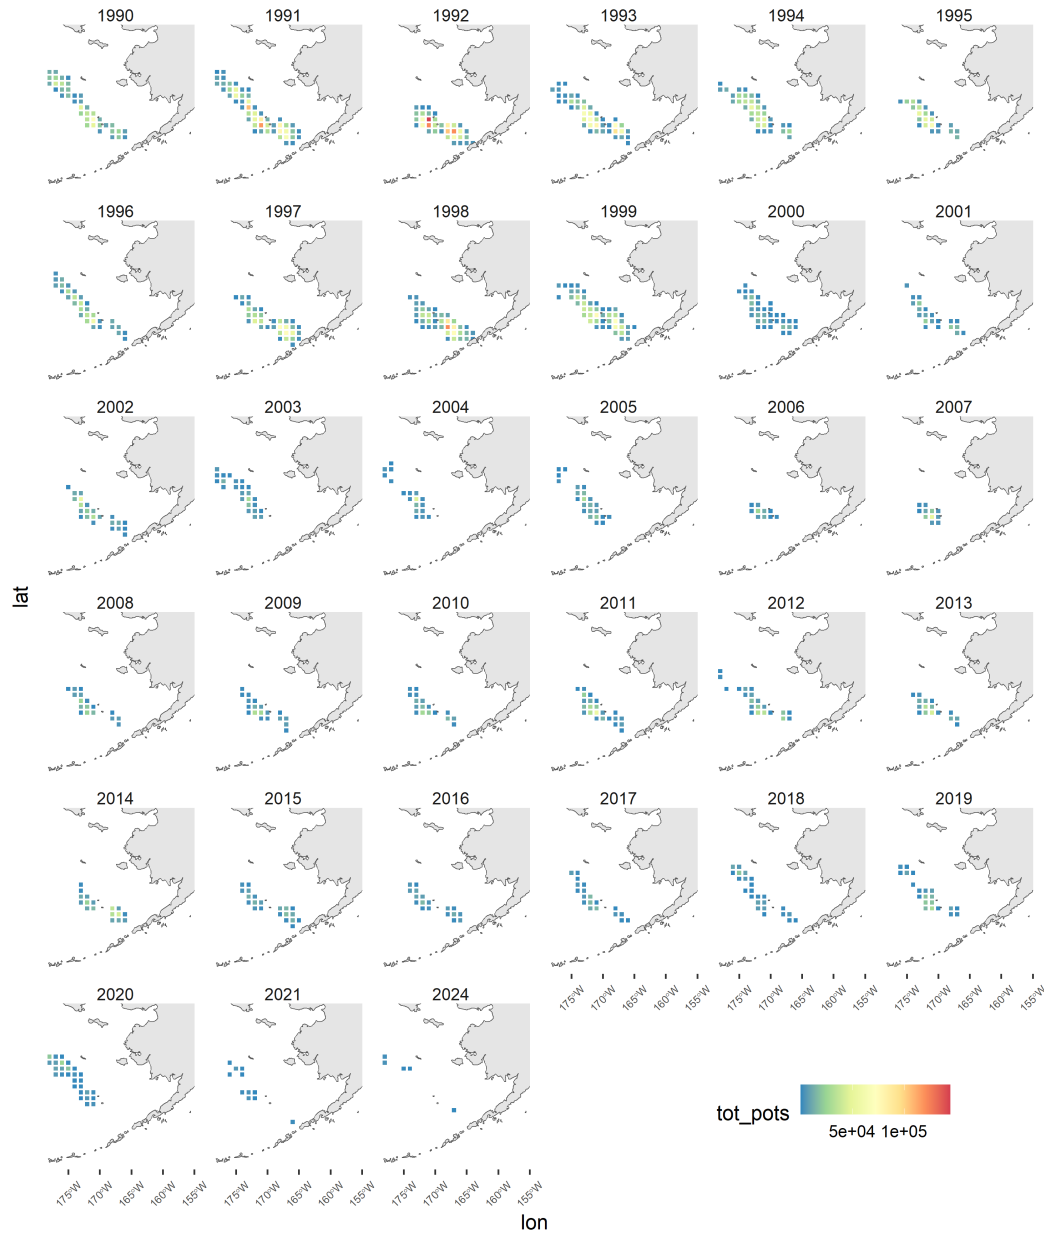 1990 1991 1992 1993 1994 1995
1996 1997 1998 1999 2000 2001
2002 2003 2004 2005 2006 2007
lat
2008 2009 2010 2011 2012 2013
2014 2015 2016 2017 2018 2019
175°W 170°W 165°W 160°W 155°W 175°W 170°W 165°W 160°W 155°W 175°W 170°W 165°W 160°W 155°W
2020 2021 2024
tot_pots
5e+04 1e+05
175°W 170°W 165°W 160°W 155°W 175°W 170°W 165°W 160°W 155°W 175°W 170°W 165°W 160°W 155°W
lon